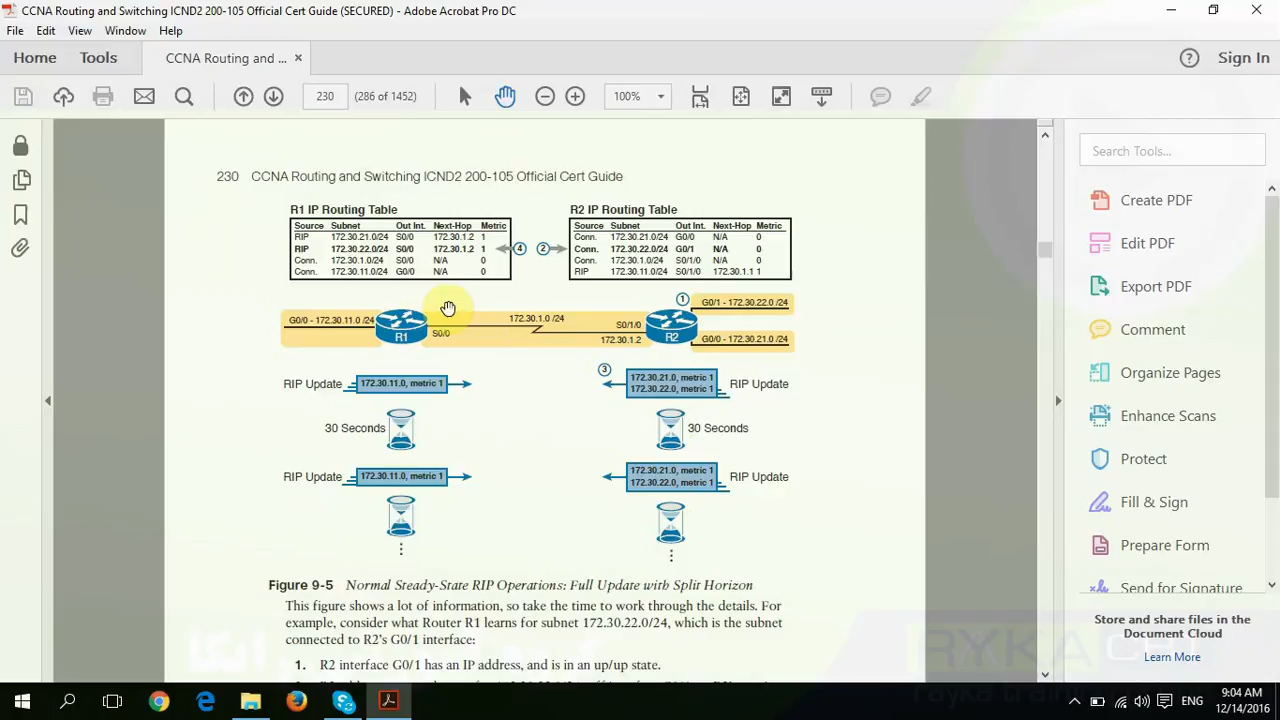 CCNA Routing and Switching ICND2 200-105 Official Cert Guide (SECURED) - Adobe Acrobat Pro DC
File Edit View Window Help
Home Tools CCNA Routing and ... × Sign In
230 (286 of 1452) 100%
230 CCNA Routing and Switching ICND2 200-105 Official Cert Guide
R1 IP Routing Table
Source Subnet Out Int. Next-Hop Metric
RIP 172.30.21.0/24 S0/0 172.30.1.2 1
RIP 172.30.22.0/24 S0/0 172.30.1.2 1
Conn. 172.30.1.0/24 S0/0 N/A 0
Conn. 172.30.11.0/24 G0/0 N/A 0
4
2
R2 IP Routing Table
Source Subnet Out Int. Next-Hop Metric
Conn. 172.30.21.0/24 G0/0 N/A 0
Conn. 172.30.22.0/24 G0/1 N/A 0
Conn. 172.30.1.0/24 S0/1/0 N/A 0
RIP 172.30.11.0/24 S0/1/0 172.30.1.1 1
1
G0/1 - 172.30.22.0 /24
G0/0 - 172.30.11.0 /24
R1
S0/0
172.30.1.0 /24
S0/1/0
172.30.1.2
R2
G0/0 - 172.30.21.0 /24
RIP Update 172.30.11.0, metric 1
3
172.30.21.0, metric 1
172.30.22.0, metric 1
RIP Update
30 Seconds
30 Seconds
RIP Update 172.30.11.0, metric 1
172.30.21.0, metric 1
172.30.22.0, metric 1
RIP Update
Figure 9-5 Normal Steady-State RIP Operations: Full Update with Split Horizon
This figure shows a lot of information, so take the time to work through the details. For
example, consider what Router R1 learns for subnet 172.30.22.0/24, which is the subnet
connected to R2's G0/1 interface:
1. R2 interface G0/1 has an IP address, and is in an up/up state.
Search Tools...
Create PDF
Edit PDF
Export PDF
Comment
Organize Pages
Enhance Scans
Protect
Fill & Sign
Prepare Form
Send for Signature
Store and share files in the
Document Cloud
Learn More
ENG
9:04 AM
12/14/2016